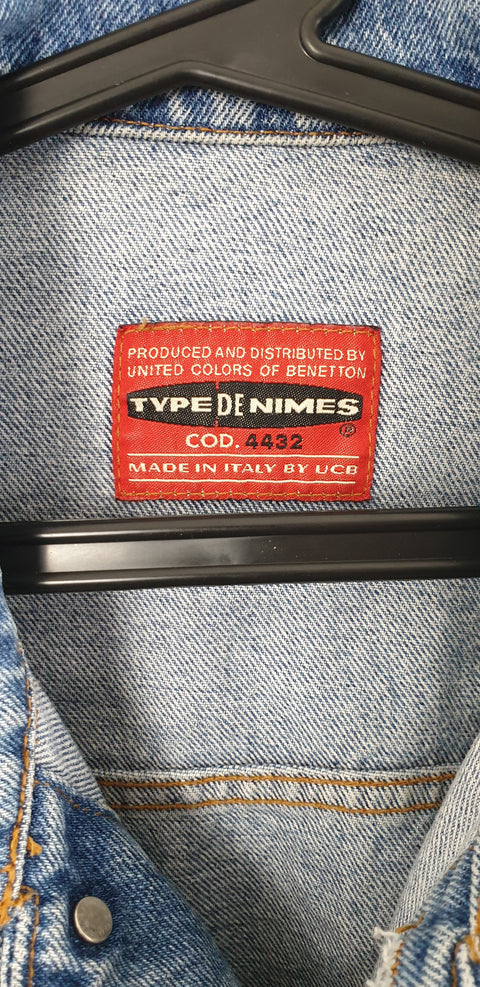 PRODUCED AND DISTRIBUTED BY
UNITED COLORS OF BENETTON
TYPE DE NIMES
®
COD. 4432
MADE IN ITALY BY UCB